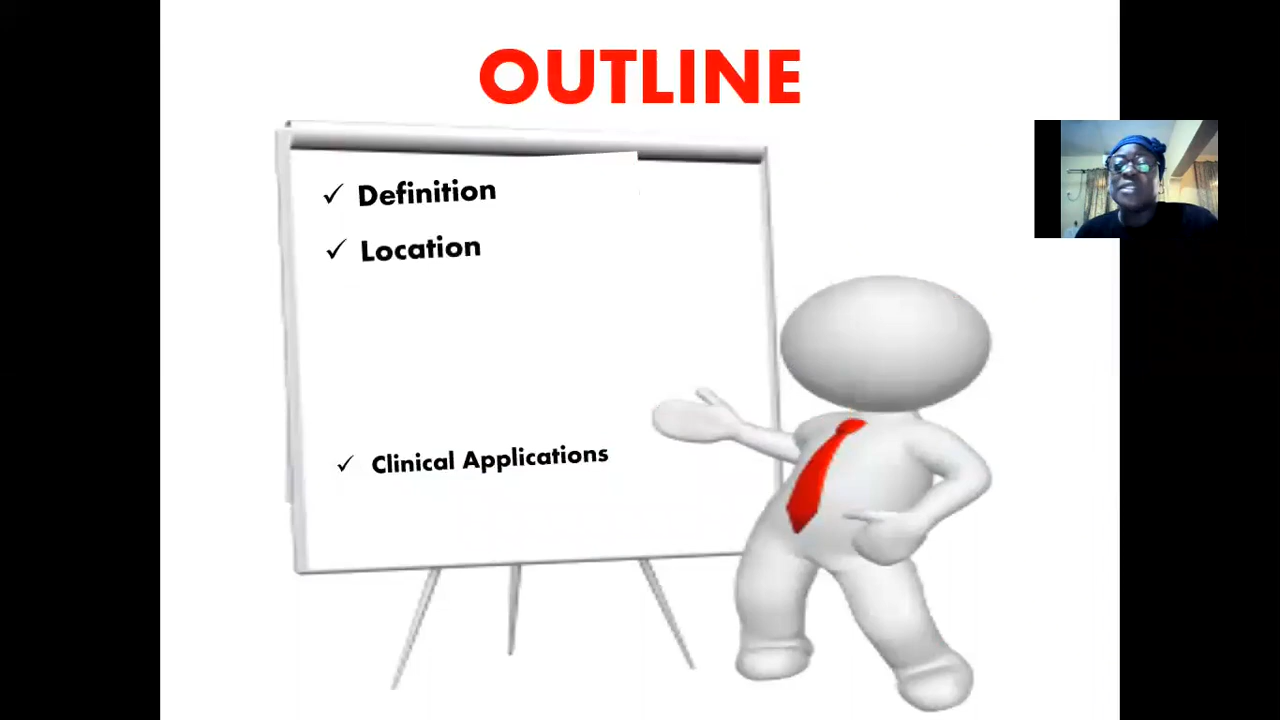 OUTLINE
✓ Definition
✓ Location
✓ Clinical Applications